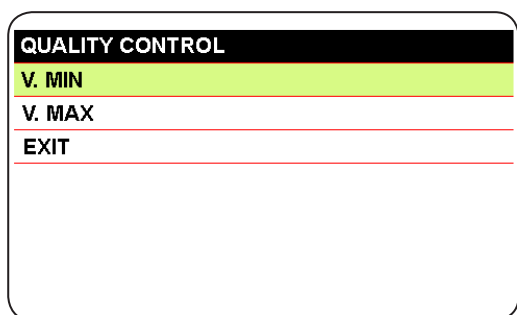 QUALITY CONTROL
V. MIN
V. MAX
EXIT